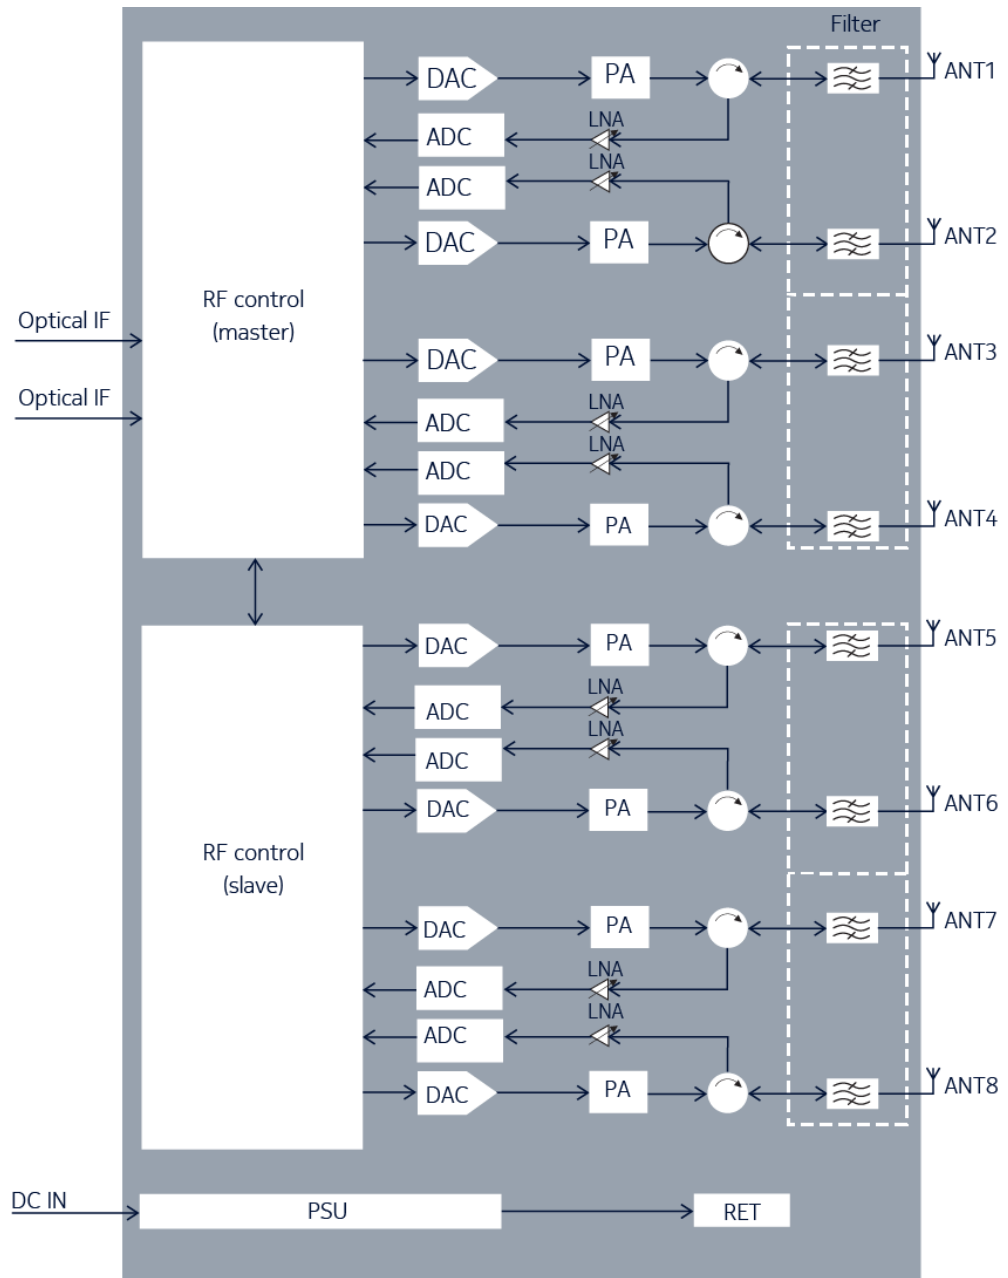 Filter
DAC
PA
ANT1
LNA
ADC
LNA
ADC
DAC
PA
ANT2
RF control
(master)
Optical IF
Optical IF
DAC
PA
ANT3
LNA
ADC
LNA
ADC
DAC
PA
ANT4
DAC
PA
ANT5
LNA
ADC
LNA
ADC
DAC
PA
ANT6
RF control
(slave)
DAC
PA
ANT7
LNA
ADC
LNA
ADC
DAC
PA
ANT8
DC IN
PSU
RET